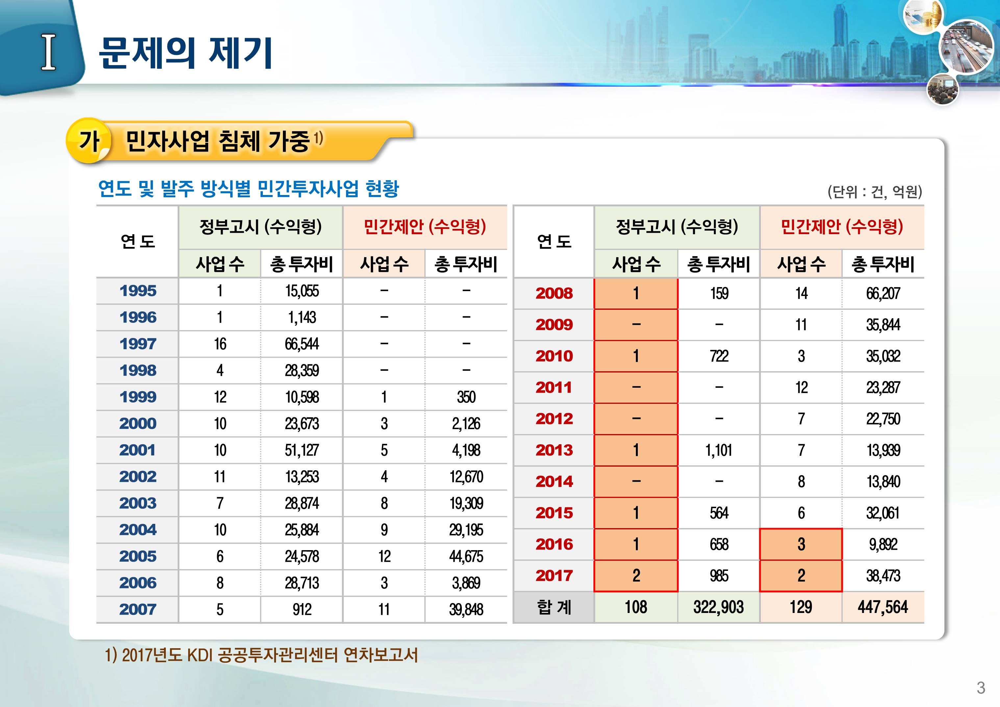 I 문제의 제기
가 민자사업 침체 가중1)
연도 및 발주 방식별 민간투자사업 현황
(단위 : 건, 억원)
연 도 정부고시 (수익형) 민간제안 (수익형)
사업 수 총 투자비 사업 수 총 투자비
1995 1 15,055 – –
1996 1 1,143 – –
1997 16 66,544 – –
1998 4 28,359 – –
1999 12 10,598 1 350
2000 10 23,673 3 2,126
2001 10 51,127 5 4,198
2002 11 13,253 4 12,670
2003 7 28,874 8 19,309
2004 10 25,884 9 29,195
2005 6 24,578 12 44,675
2006 8 28,713 3 3,869
2007 5 912 11 39,848
연 도 정부고시 (수익형) 민간제안 (수익형)
사업 수 총 투자비 사업 수 총 투자비
2008 1 159 14 66,207
2009 – – 11 35,844
2010 1 722 3 35,032
2011 – – 12 23,287
2012 – – 7 22,750
2013 1 1,101 7 13,939
2014 – – 8 13,840
2015 1 564 6 32,061
2016 1 658 3 9,892
2017 2 985 2 38,473
합 계 108 322,903 129 447,564
1) 2017년도 KDI 공공투자관리센터 연차보고서
3